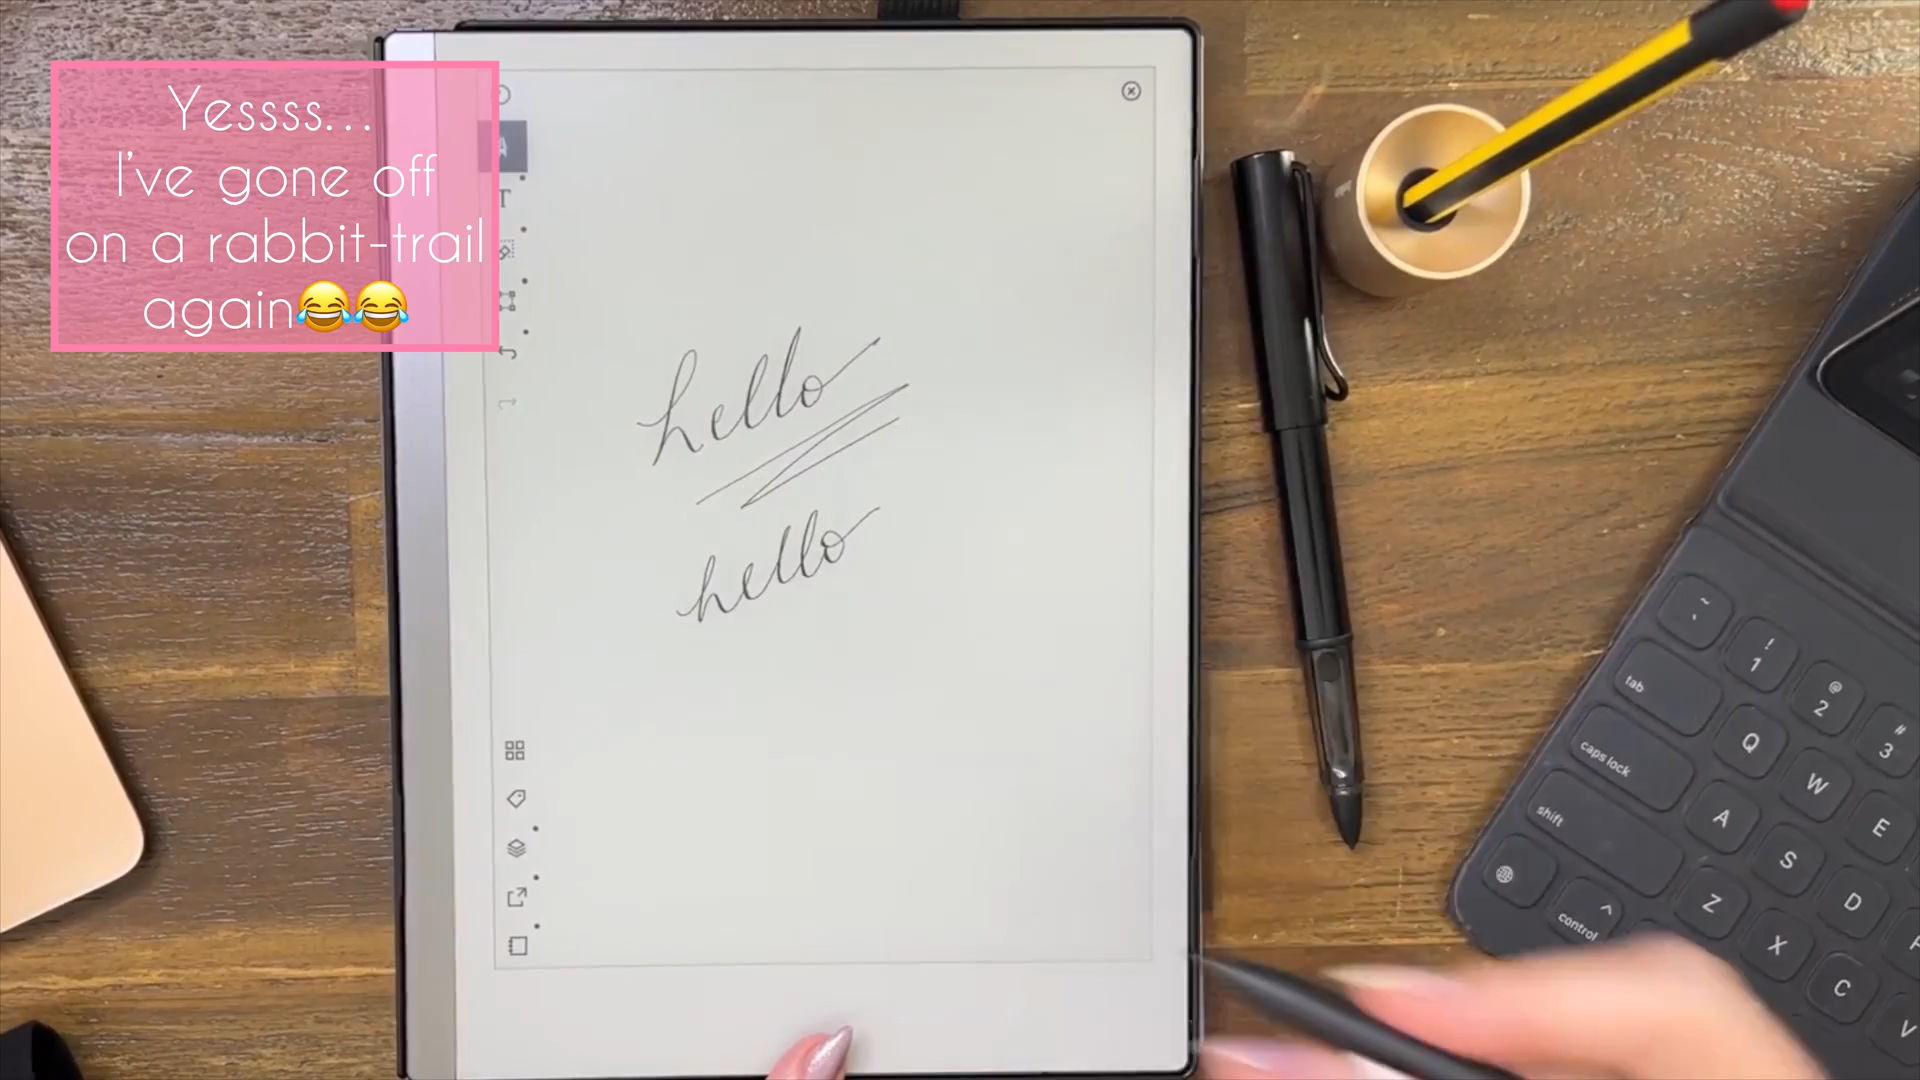 Yessss...
I've gone off
on a rabbit-trail
again😂😂
hello
hello
~
`
!
1
@
2
#
3
tab
Q
W
E
caps lock
A
S
D
shift
Z
X
C
V
^
control